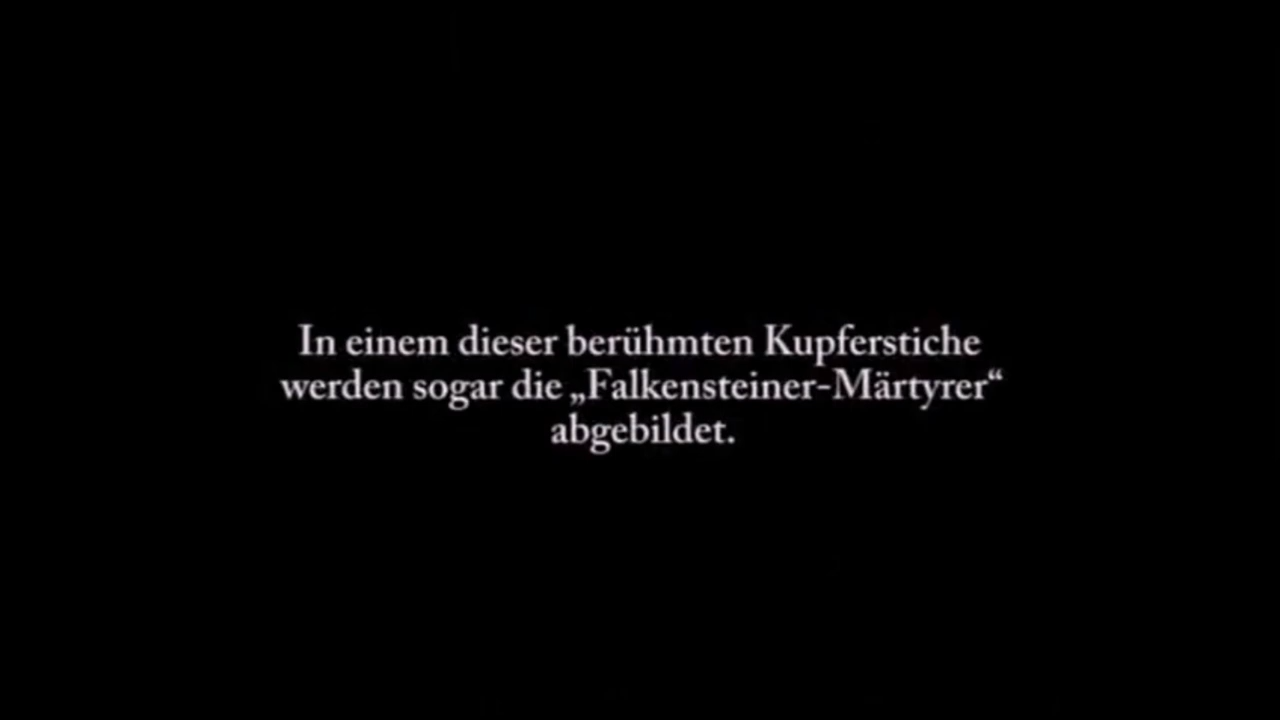 In einem dieser berühmten Kupferstiche
werden sogar die „Falkensteiner-Märtyrer“
abgebildet.